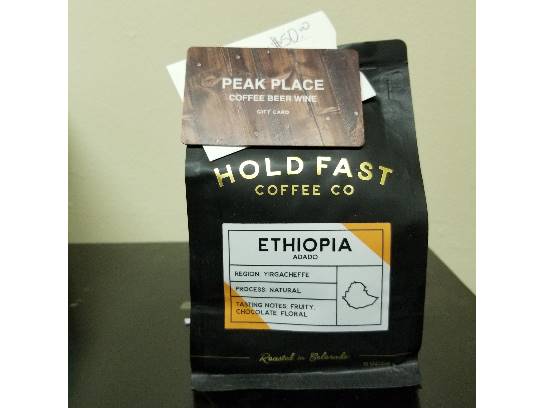 $50.00
PEAK PLACE
COFFEE BEER WINE
GIFT CARD
HOLD FAST
COFFEE CO
ETHIOPIA
ADADO
REGION: YIRGACHEFFE
PROCESS: NATURAL
TASTING NOTES: FRUITY,
CHOCOLATE, FLORAL
Roasted in Colorado